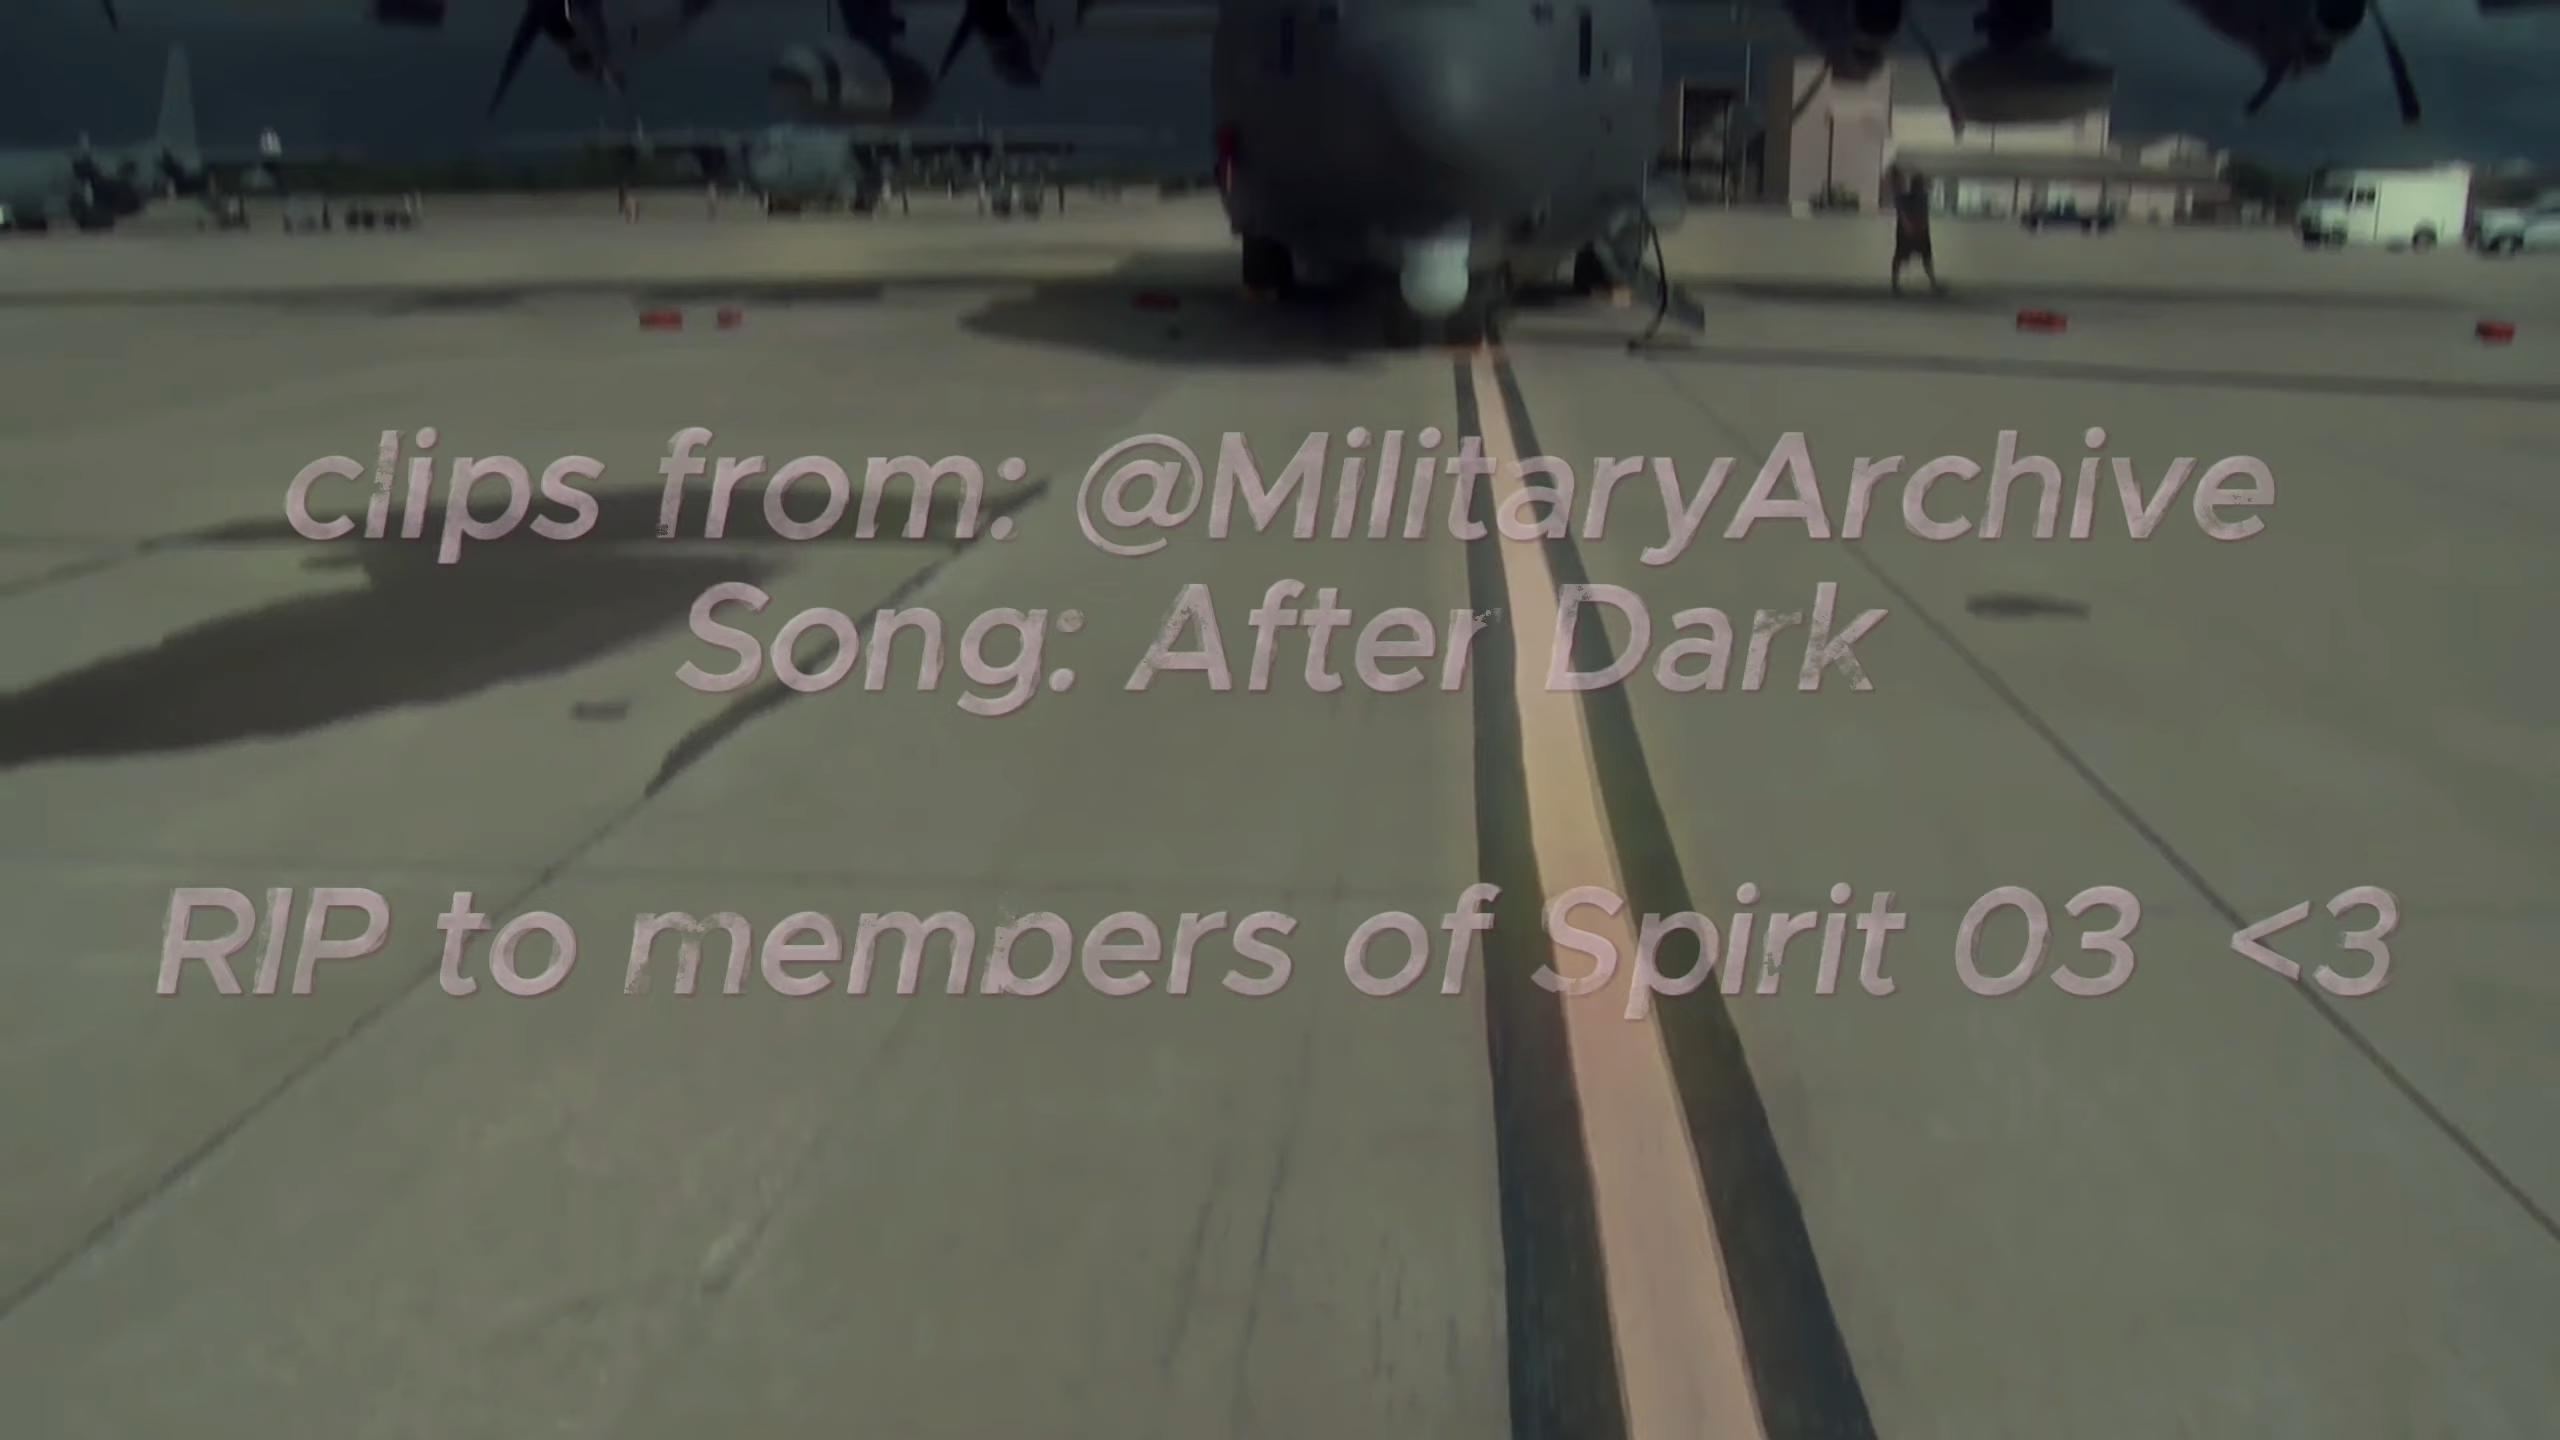 clips from: @MilitaryArchive
Song: After Dark
RIP to members of Spirit 03 <3